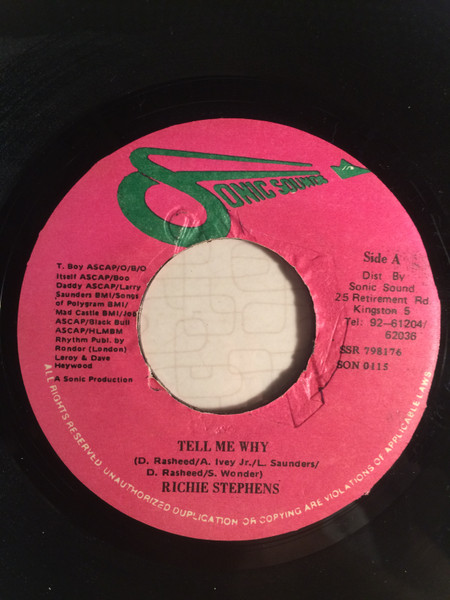 SONIC SOUNDS
T. Boy ASCAP/O/B/O
Itself ASCAP/Boo
Daddy ASCAP/Larry
Saunders BMI/Songs
of Polygram BMI/
Mad Castle BMI/Job
ASCAP/Black Bull
ASCAP/HLMBM
Rhythm Publ. by
Rondor (London)
Leroy & Dave
Heywood
A Sonic Production
Side A
Dist By
Sonic Sound
25 Retirement Rd.
Kingston 5
Tel: 92-61204/
62036
SSR 798176
SON 0115
TELL ME WHY
(D. Rasheed/A. Ivey Jr./L. Saunders/
D. Rasheed/S. Wonder)
RICHIE STEPHENS
ALL RIGHTS RESERVED UNAUTHORIZED DUPLICATION OR COPYING ARE VIOLATIONS OF APPLICABLE LAWS